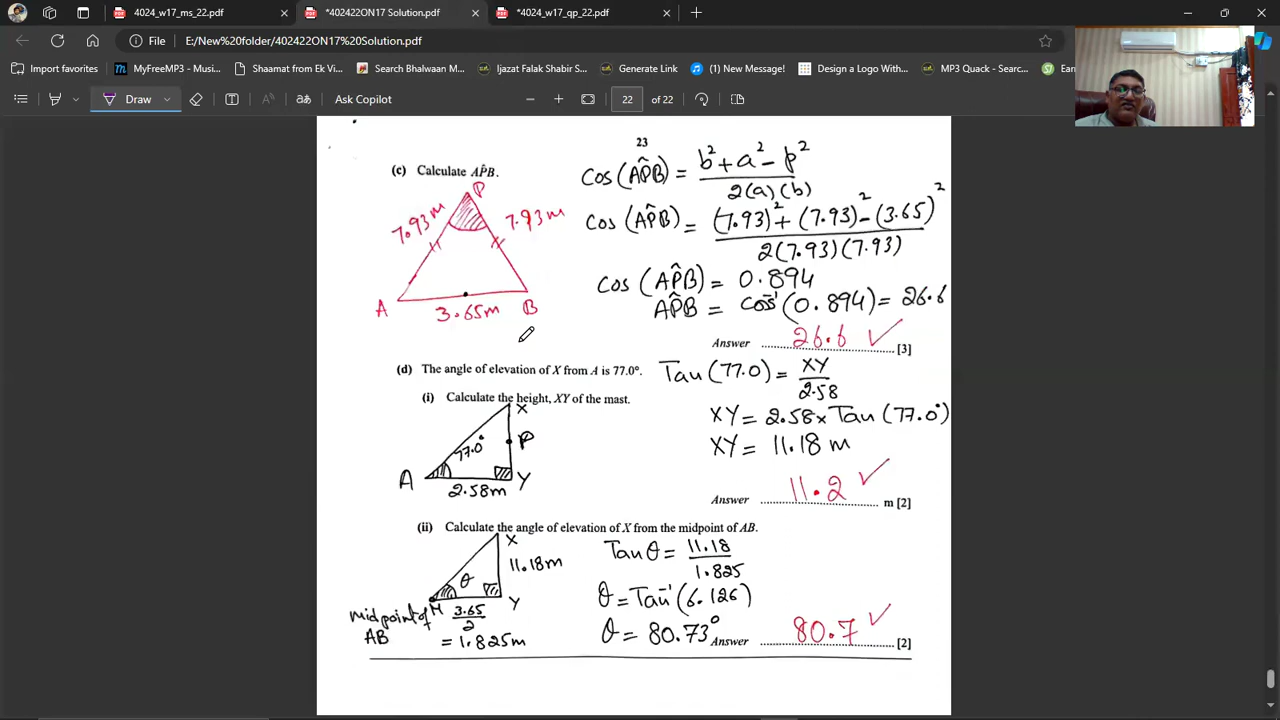 4024_w17_ms_22.pdf
*402422ON17 Solution.pdf
*4024_w17_qp_22.pdf
File
E:/New%20folder/402422ON17%20Solution.pdf
Import favorites
MyFreeMP3 - Musi...
Shaamat from Ek Vi...
Search Bhalwaan M...
Ijazat Falak Shabir S...
Generate Link
(1) New Message!
Design a Logo With...
MP3 Quack - Searc...
Ear
Draw
Ask Copilot
22 of 22
23
(c) Calculate AP̂B.
P
7.93m
7.93m
A
B
3.65m
Cos(AP̂B) = b²+a²-p² / 2(a)(b)
Cos(AP̂B) = (7.93)²+(7.93)²-(3.65)² / 2(7.93)(7.93)
Cos (AP̂B) = 0.894
AP̂B = cos⁻¹(0.894) = 26.6
Answer 26.6 ✓ [3]
(d) The angle of elevation of X from A is 77.0°.
Tan(77.0) = XY / 2.58
(i) Calculate the height, XY of the mast.
X
77.0°
P
A
Y
2.58m
XY = 2.58×Tan(77.0°)
XY = 11.18 m
Answer 11.2 ✓ m [2]
(ii) Calculate the angle of elevation of X from the midpoint of AB.
X
11.18m
θ
M
Y
midpoint of AB
3.65 / 2
= 1.825m
Tanθ = 11.18 / 1.825
θ = Tan⁻¹(6.126)
θ = 80.73°
Answer 80.7 ✓ [2]